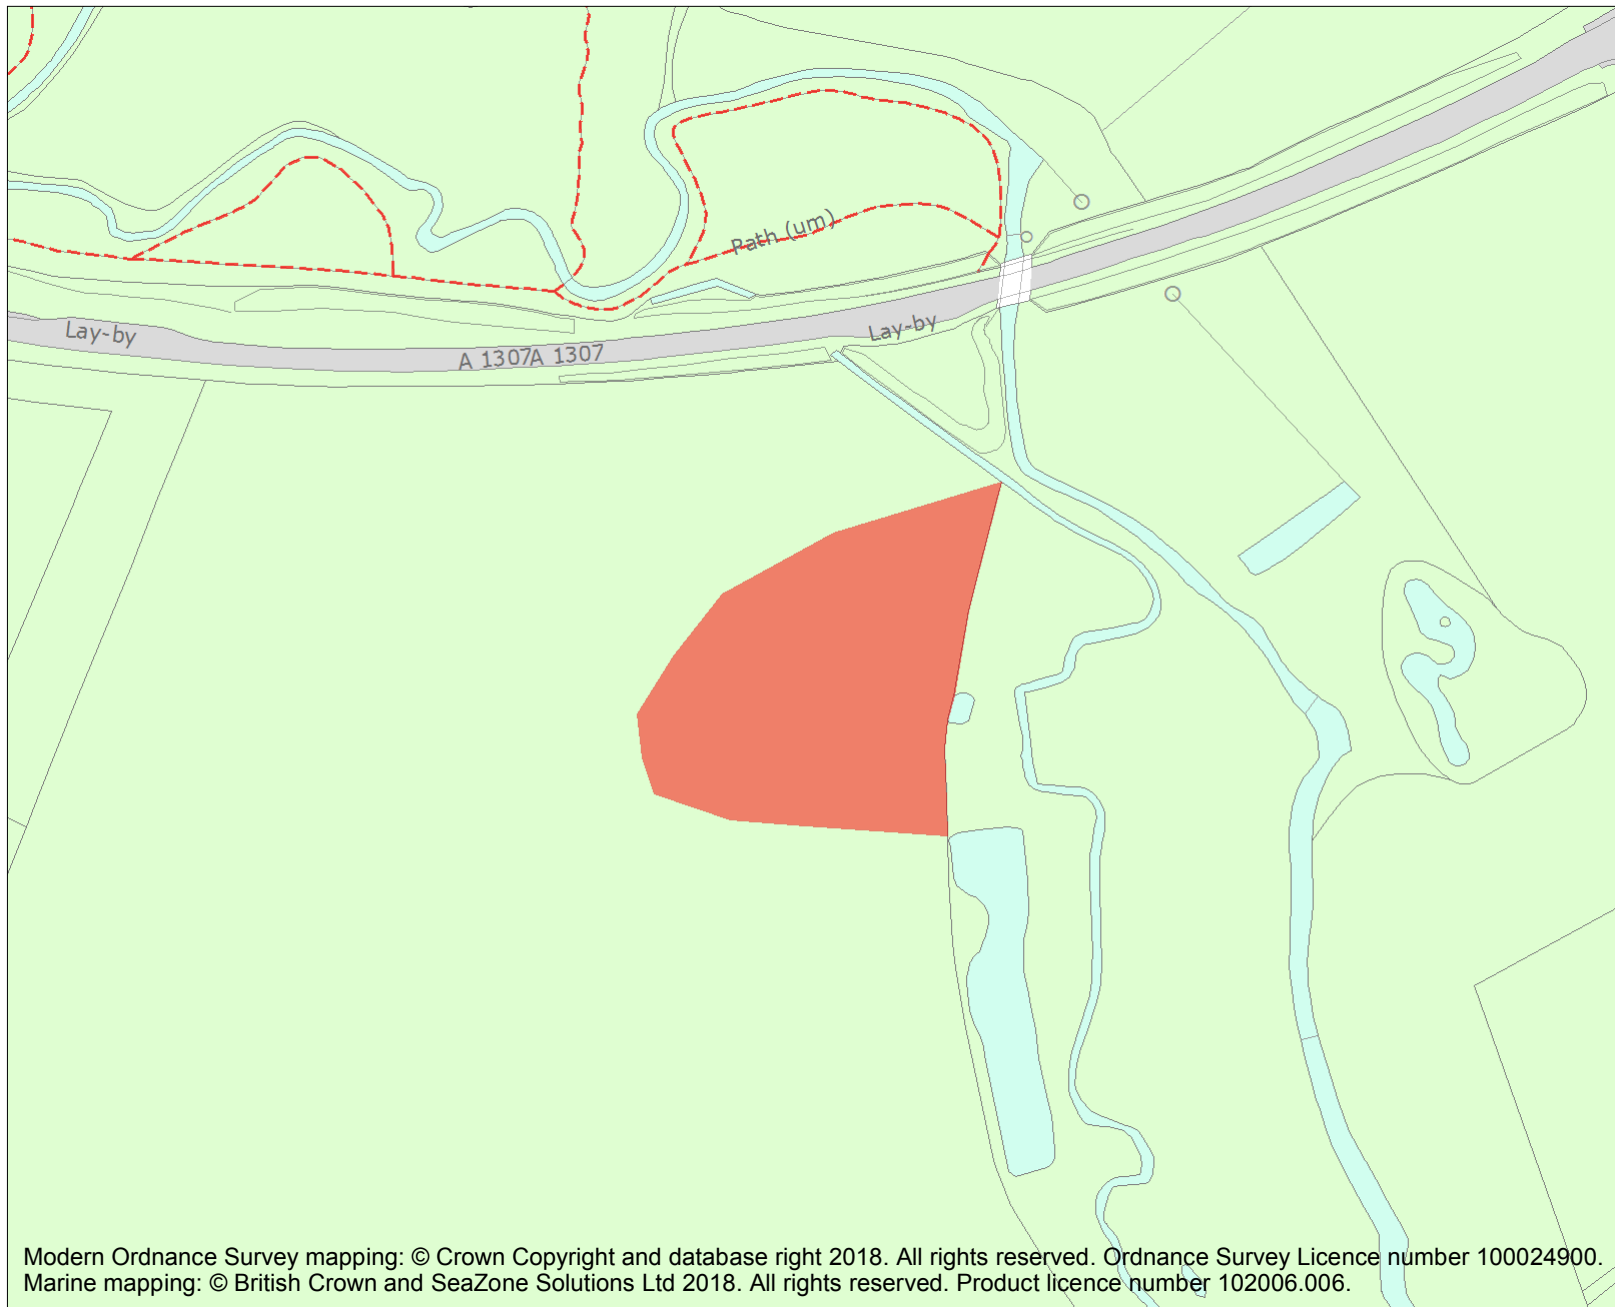 Path (um)
Lay-by
Lay-by
A 1307A 1307
Modern Ordnance Survey mapping: © Crown Copyright and database right 2018. All rights reserved. Ordnance Survey Licence number 100024900.
Marine mapping: © British Crown and SeaZone Solutions Ltd 2018. All rights reserved. Product licence number 102006.006.